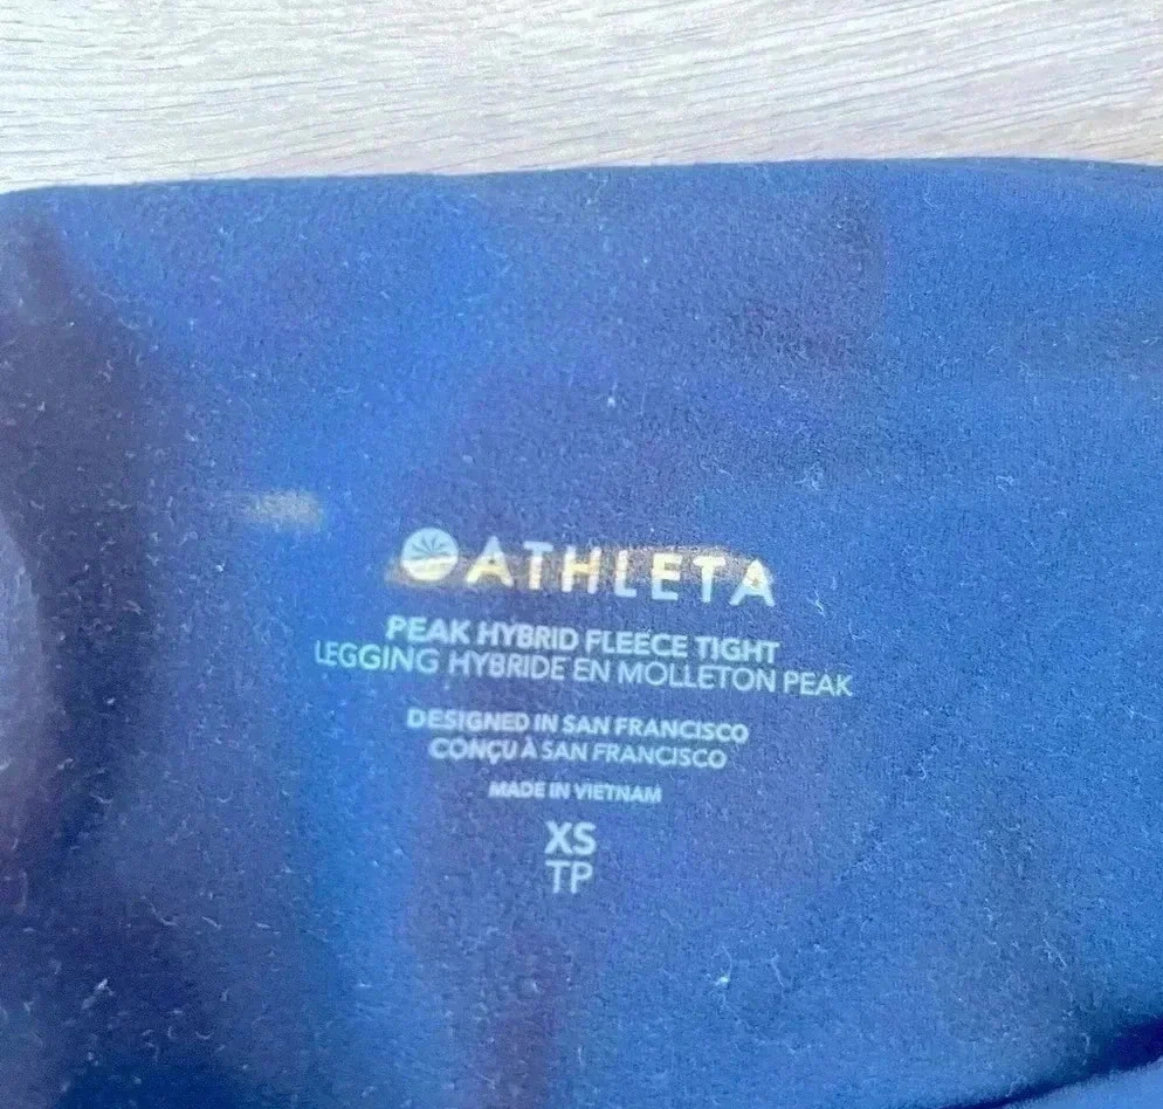 ATHLETA
PEAK HYBRID FLEECE TIGHT
LEGGING HYBRIDE EN MOLLETON PEAK
DESIGNED IN SAN FRANCISCO
CONÇU À SAN FRANCISCO
MADE IN VIETNAM
XS
TP